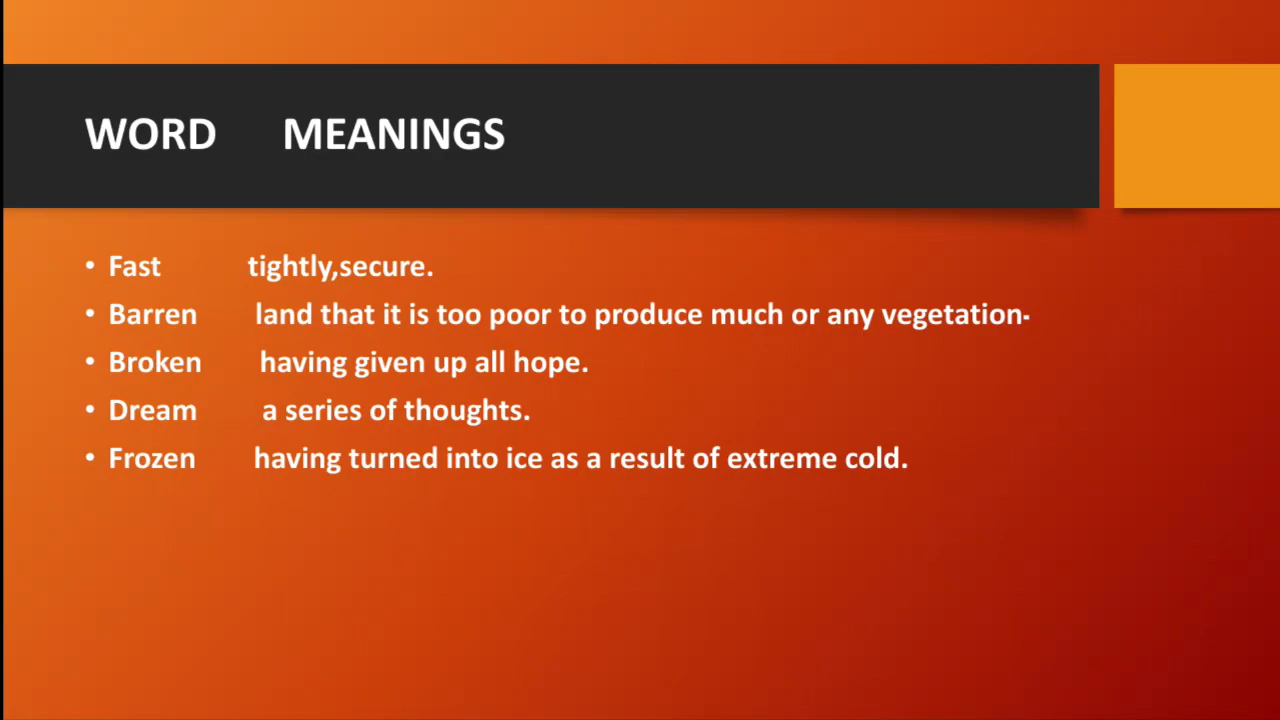 WORD MEANINGS
• Fast tightly,secure.
• Barren land that it is too poor to produce much or any vegetation.
• Broken having given up all hope.
• Dream a series of thoughts.
• Frozen having turned into ice as a result of extreme cold.